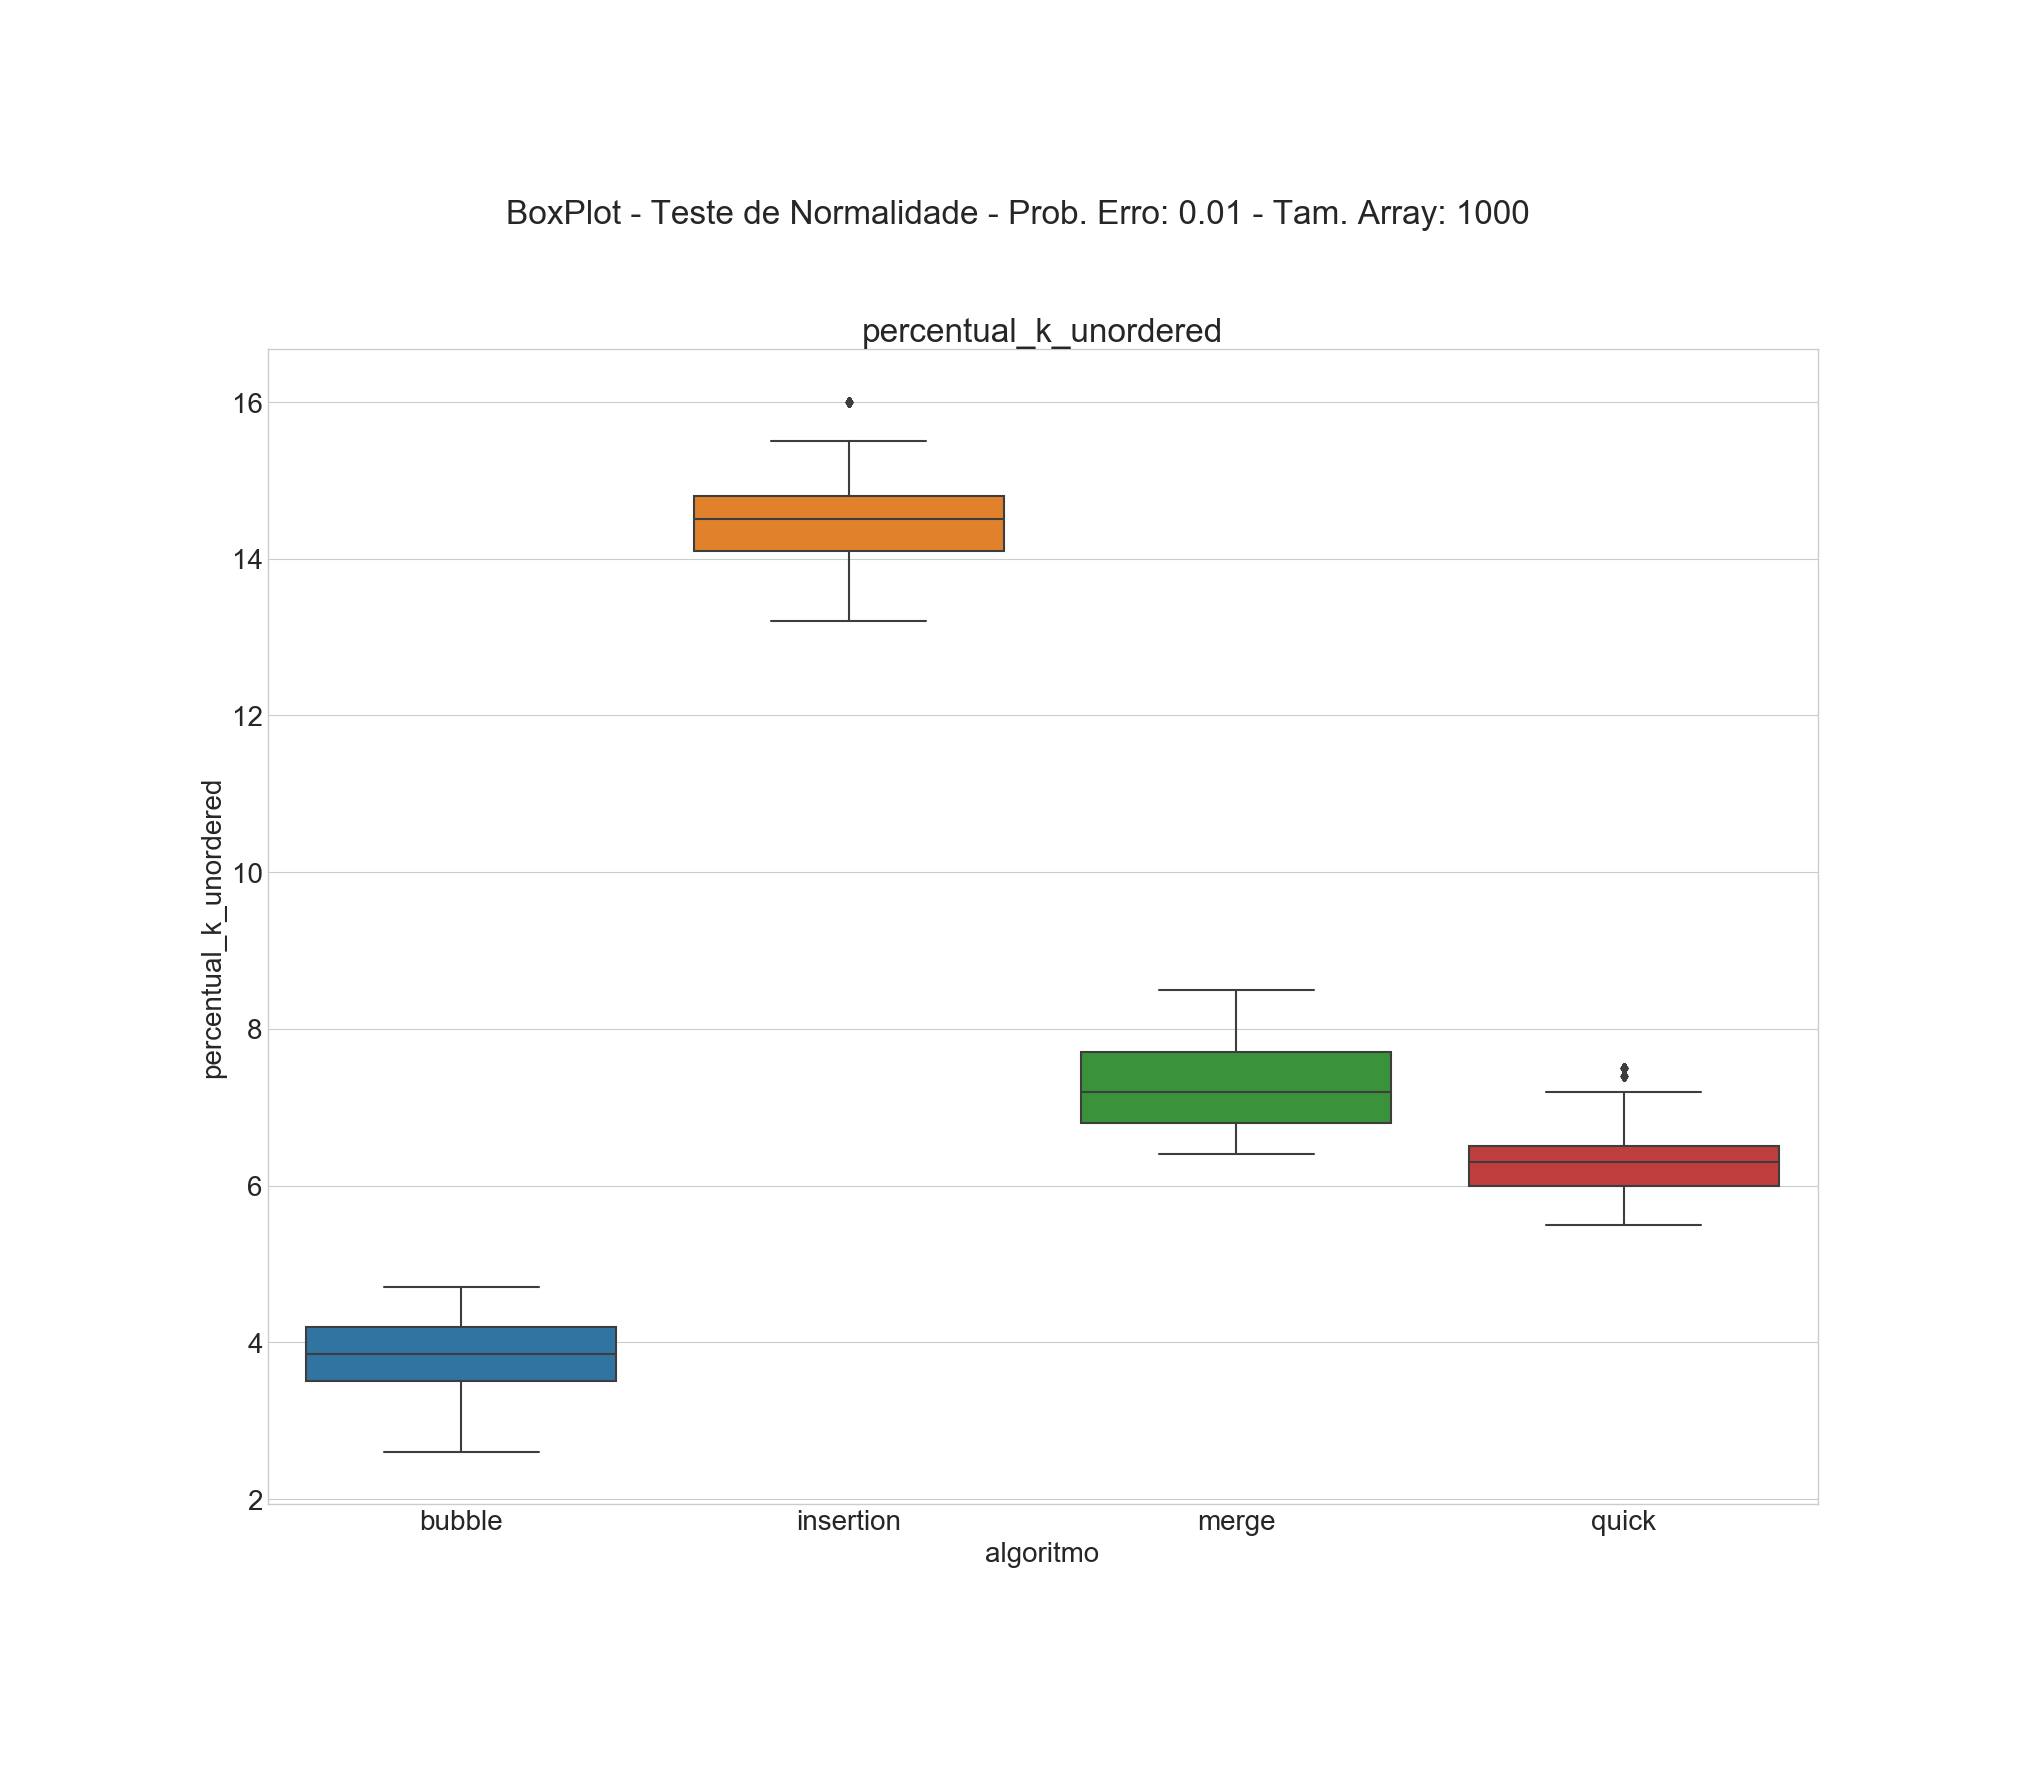 BoxPlot - Teste de Normalidade - Prob. Erro: 0.01 - Tam. Array: 1000
percentual_k_unordered
16
14
12
10
8
6
4
2
percentual_k_unordered
bubble insertion merge quick
algoritmo